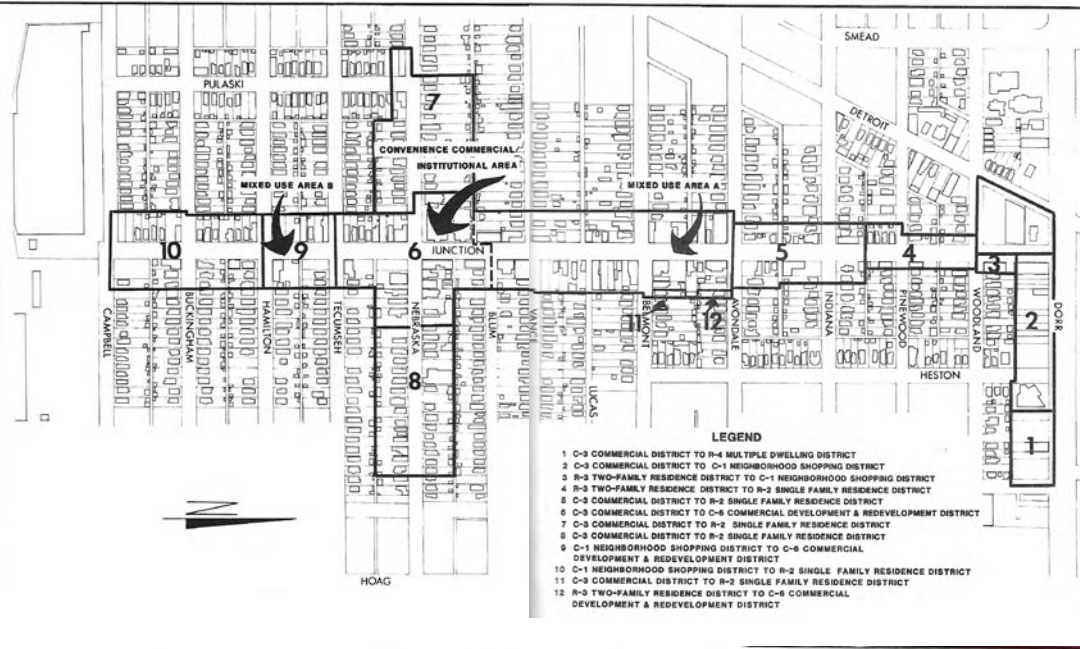 SMEAD
PULASKI
DETROIT
7
CONVENIENCE COMMERCIAL/
INSTITUTIONAL AREA
MIXED USE AREA B
MIXED USE AREA A
10
9
6
JUNCTION
5
4
3
2
DORR
CAMPBELL
BUCKINGHAM
HAMILTON
TECUMSEH
NEBRASKA
BLUM
VANCE
BELMONT
11
12
AVONDALE
INDIANA
PINEWOOD
WOODLAND
8
LUCAS
HESTON
1
HOAG
LEGEND
1 C-3 COMMERCIAL DISTRICT TO R-4 MULTIPLE DWELLING DISTRICT
2 C-3 COMMERCIAL DISTRICT TO C-1 NEIGHBORHOOD SHOPPING DISTRICT
3 R-3 TWO-FAMILY RESIDENCE DISTRICT TO C-1 NEIGHBORHOOD SHOPPING DISTRICT
4 R-3 TWO-FAMILY RESIDENCE DISTRICT TO R-2 SINGLE FAMILY RESIDENCE DISTRICT
5 C-3 COMMERCIAL DISTRICT TO R-2 SINGLE FAMILY RESIDENCE DISTRICT
6 C-3 COMMERCIAL DISTRICT TO C-6 COMMERCIAL DEVELOPMENT & REDEVELOPMENT DISTRICT
7 C-3 COMMERCIAL DISTRICT TO R-2 SINGLE FAMILY RESIDENCE DISTRICT
8 C-3 COMMERCIAL DISTRICT TO R-2 SINGLE FAMILY RESIDENCE DISTRICT
9 C-1 NEIGHBORHOOD SHOPPING DISTRICT TO C-6 COMMERCIAL
DEVELOPMENT & REDEVELOPMENT DISTRICT
10 C-1 NEIGHBORHOOD SHOPPING DISTRICT TO R-2 SINGLE FAMILY RESIDENCE DISTRICT
11 C-3 COMMERCIAL DISTRICT TO R-2 SINGLE FAMILY RESIDENCE DISTRICT
12 R-3 TWO-FAMILY RESIDENCE DISTRICT TO C-6 COMMERCIAL
DEVELOPMENT & REDEVELOPMENT DISTRICT